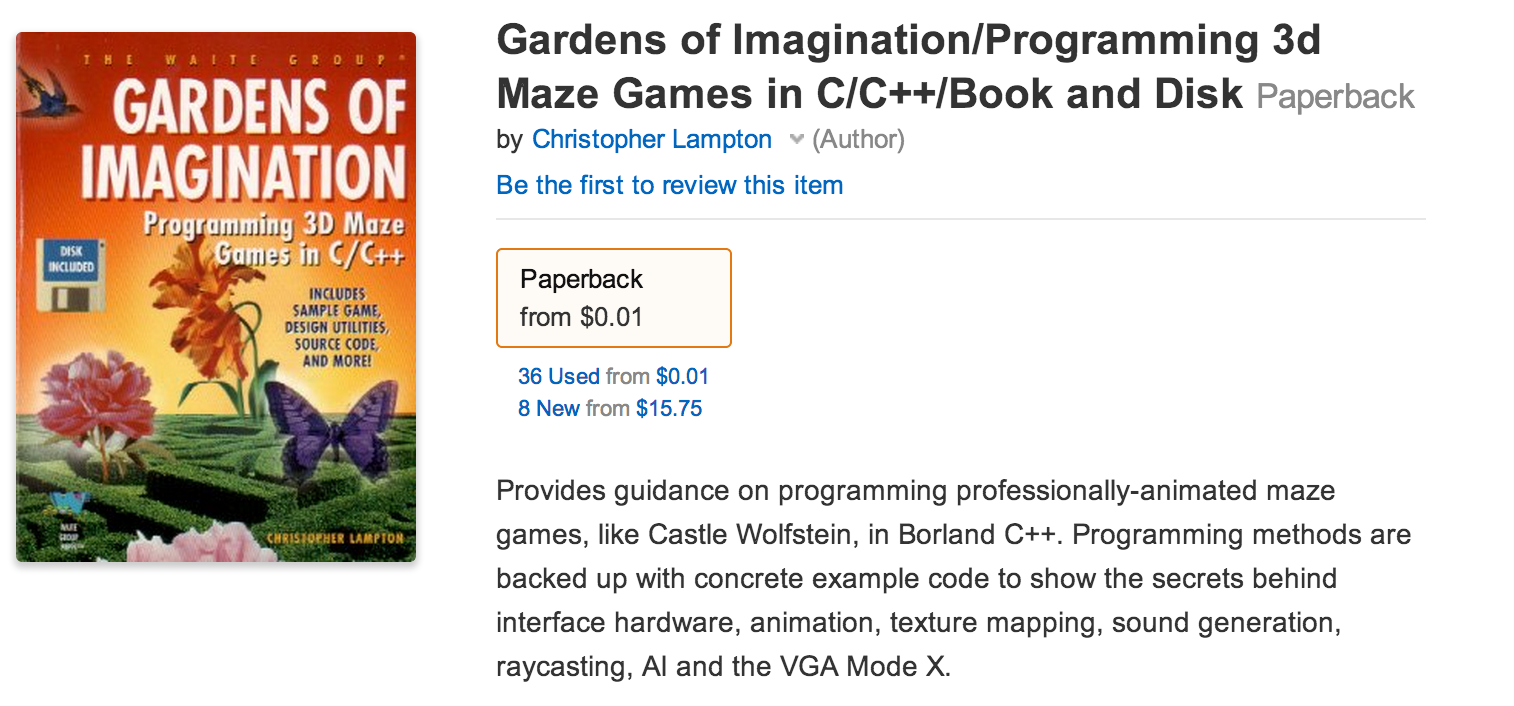 THE WAITE GROUP®
GARDENS OF
IMAGINATION
Programming 3D Maze
Games in C/C++
DISK
INCLUDED
INCLUDES
SAMPLE GAME,
DESIGN UTILITIES,
SOURCE CODE,
AND MORE!
WAITE
GROUP
PRESS™
CHRISTOPHER LAMPTON
Gardens of Imagination/Programming 3d
Maze Games in C/C++/Book and Disk Paperback
by Christopher Lampton (Author)
Be the first to review this item
Paperback
from $0.01
36 Used from $0.01
8 New from $15.75
Provides guidance on programming professionally-animated maze
games, like Castle Wolfstein, in Borland C++. Programming methods are
backed up with concrete example code to show the secrets behind
interface hardware, animation, texture mapping, sound generation,
raycasting, AI and the VGA Mode X.